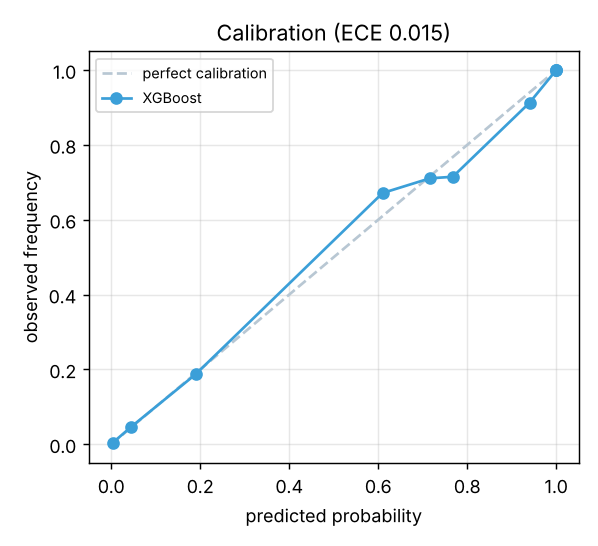 Calibration (ECE 0.015)
perfect calibration
XGBoost
observed frequency
1.0
0.8
0.6
0.4
0.2
0.0
0.0 0.2 0.4 0.6 0.8 1.0
predicted probability